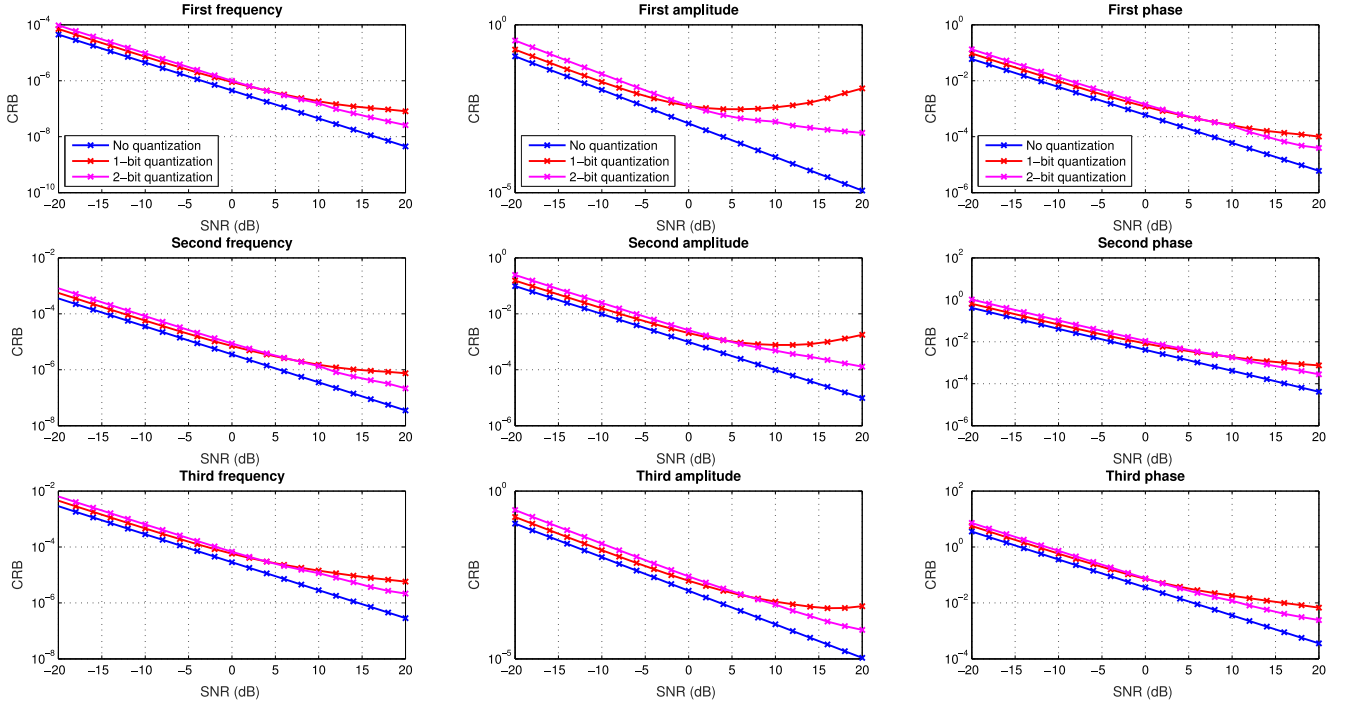 First frequency
10^-4
10^-6
10^-8
10^-10
CRB
No quantization
1-bit quantization
2-bit quantization
-20 -15 -10 -5 0 5 10 15 20
SNR (dB)
First amplitude
10^0
10^-5
CRB
No quantization
1-bit quantization
2-bit quantization
-20 -15 -10 -5 0 5 10 15 20
SNR (dB)
First phase
10^0
10^-2
10^-4
10^-6
CRB
No quantization
1-bit quantization
2-bit quantization
-20 -15 -10 -5 0 5 10 15 20
SNR (dB)
Second frequency
10^-2
10^-4
10^-6
10^-8
CRB
-20 -15 -10 -5 0 5 10 15 20
SNR (dB)
Second amplitude
10^0
10^-2
10^-4
10^-6
CRB
-20 -15 -10 -5 0 5 10 15 20
SNR (dB)
Second phase
10^2
10^0
10^-2
10^-4
10^-6
CRB
-20 -15 -10 -5 0 5 10 15 20
SNR (dB)
Third frequency
10^-2
10^-4
10^-6
10^-8
CRB
-20 -15 -10 -5 0 5 10 15 20
SNR (dB)
Third amplitude
10^0
10^-5
CRB
-20 -15 -10 -5 0 5 10 15 20
SNR (dB)
Third phase
10^2
10^0
10^-2
10^-4
CRB
-20 -15 -10 -5 0 5 10 15 20
SNR (dB)